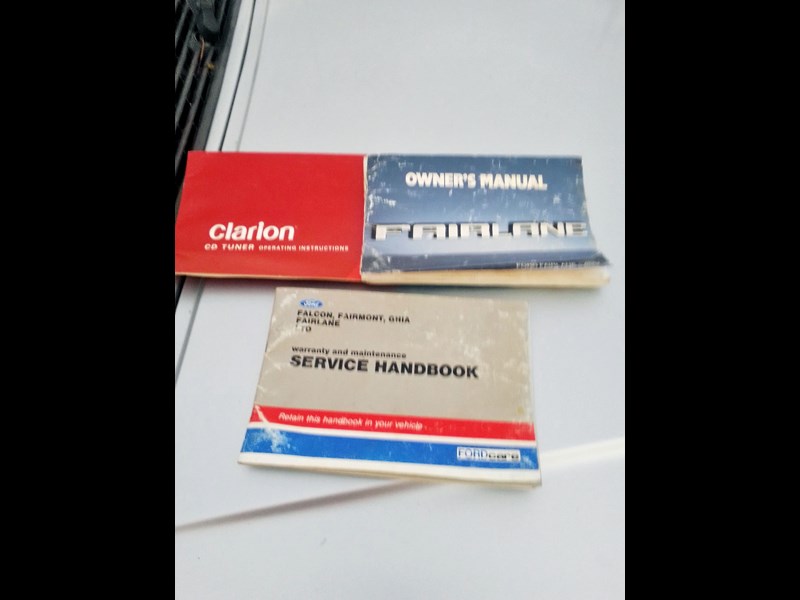 clarion
CD TUNER OPERATING INSTRUCTIONS
OWNER'S MANUAL
FAIRLANE
Ford
FALCON, FAIRMONT, GHIA
FAIRLANE
warranty and maintenance
SERVICE HANDBOOK
Retain this handbook in your vehicle
FORDcare